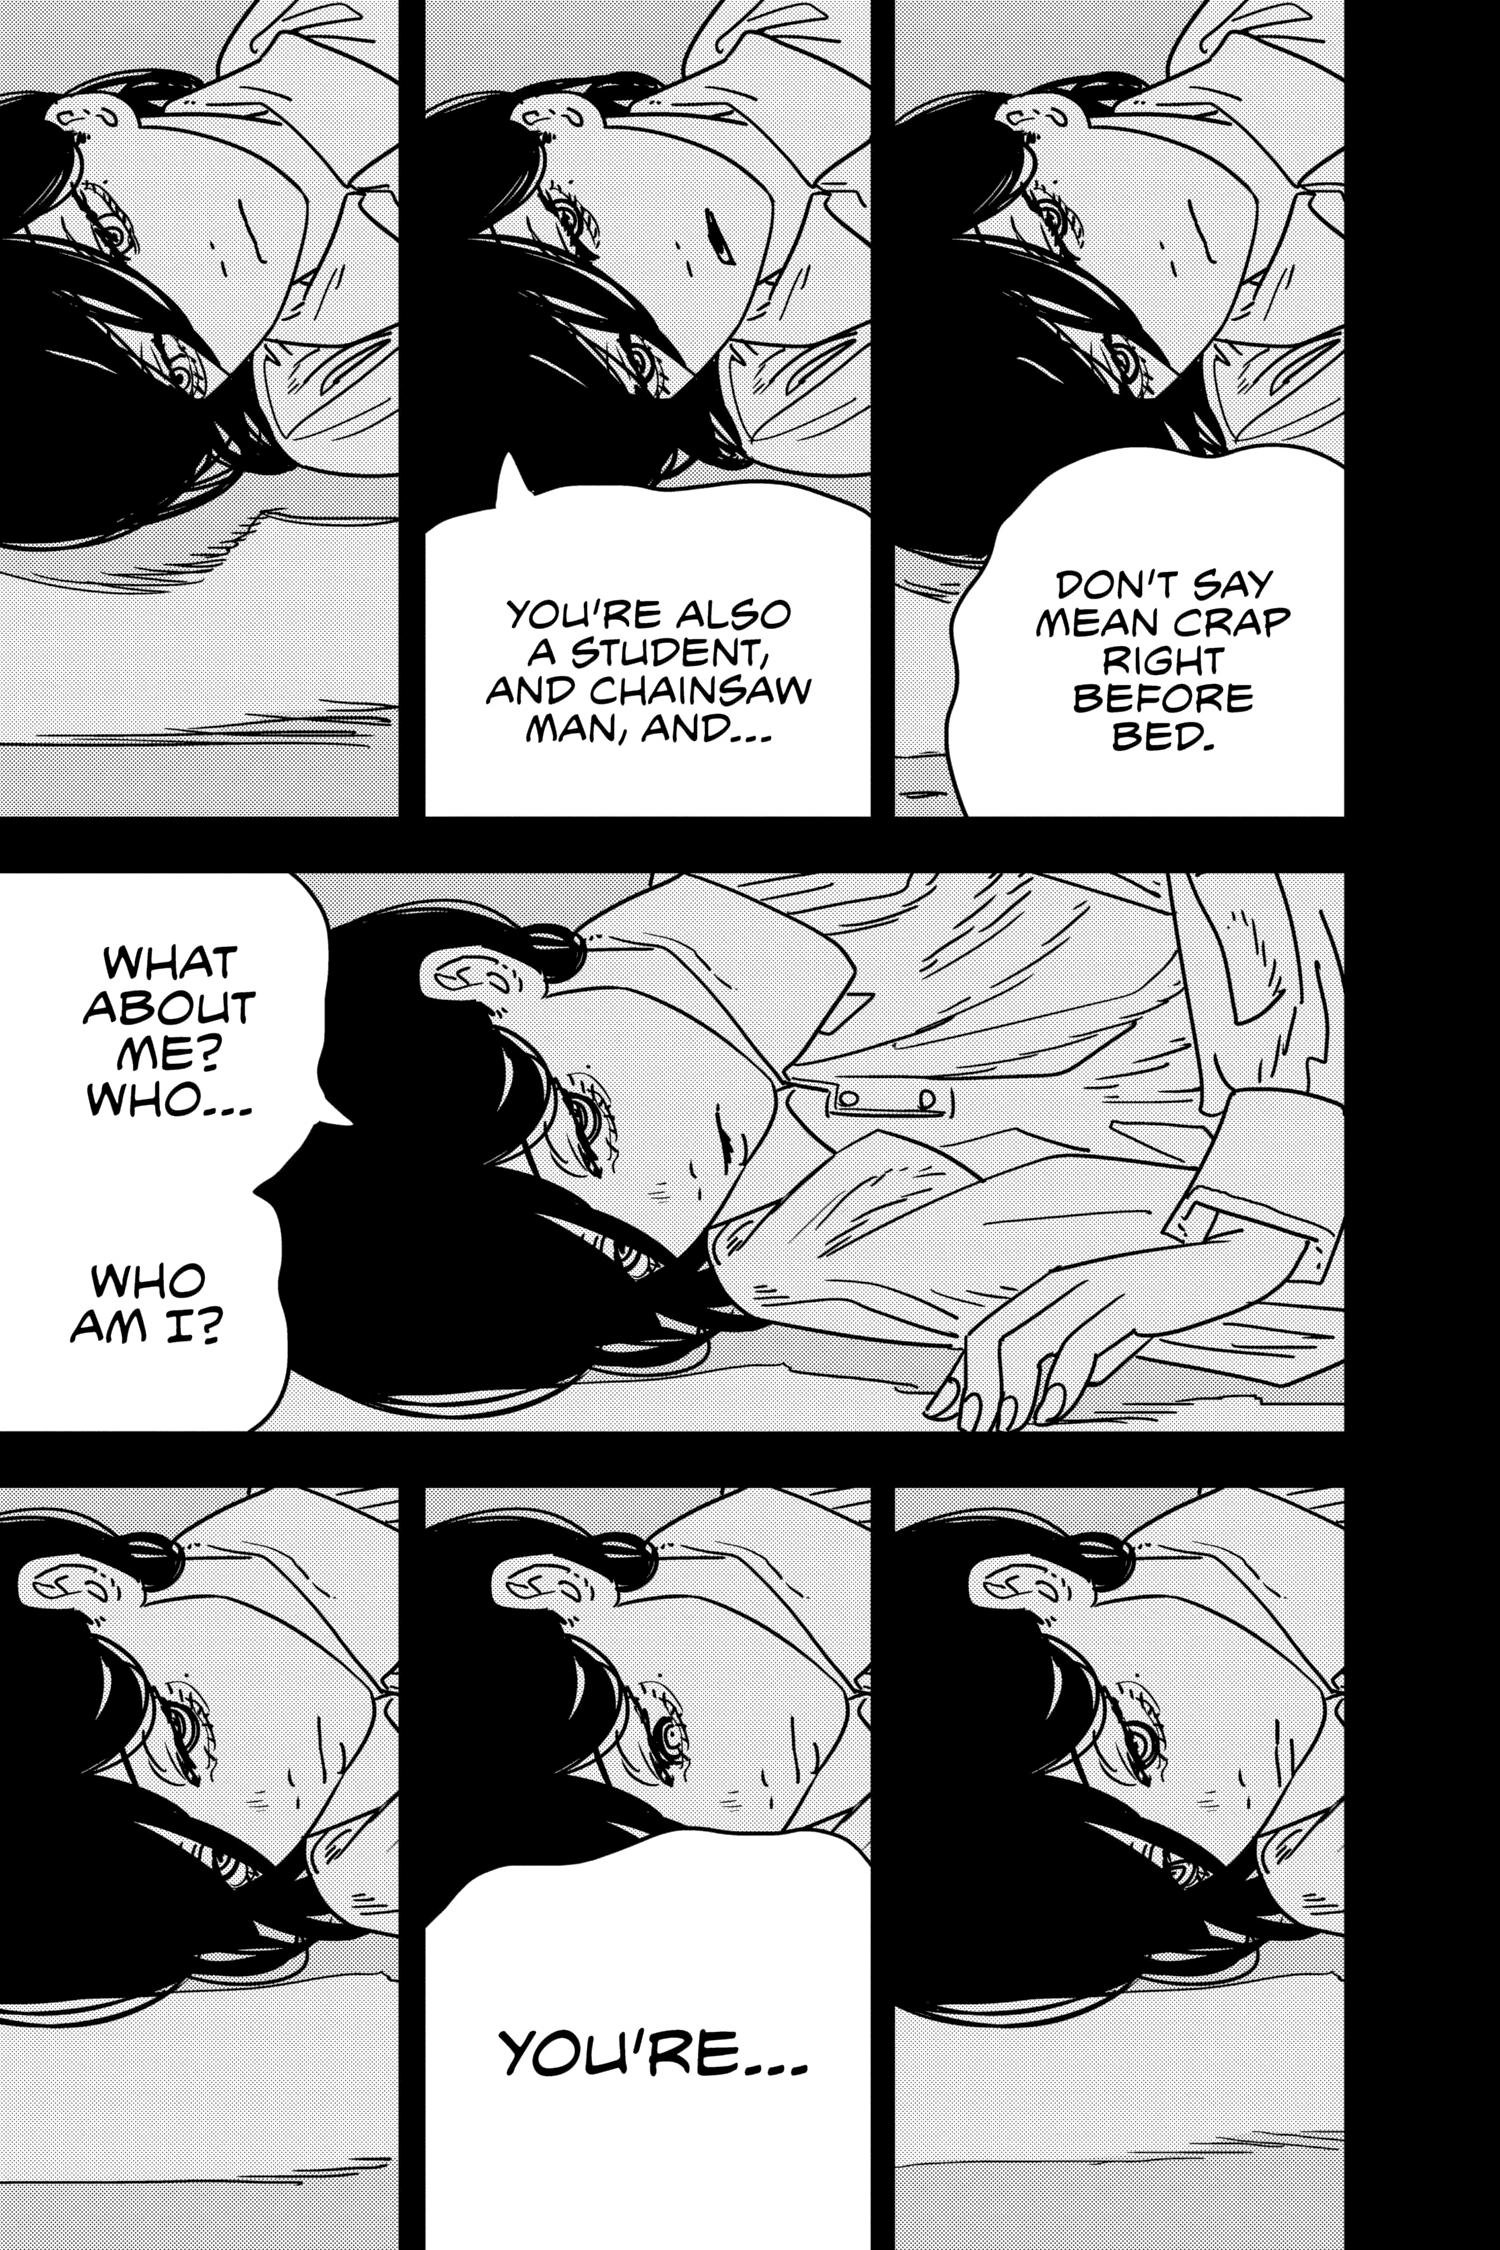 DON'T SAY
MEAN CRAP
RIGHT
BEFORE
BED.
YOU'RE ALSO
A STUDENT,
AND CHAINSAW
MAN, AND...
WHAT
ABOUT
ME?
WHO...
WHO
AM I?
YOU'RE...